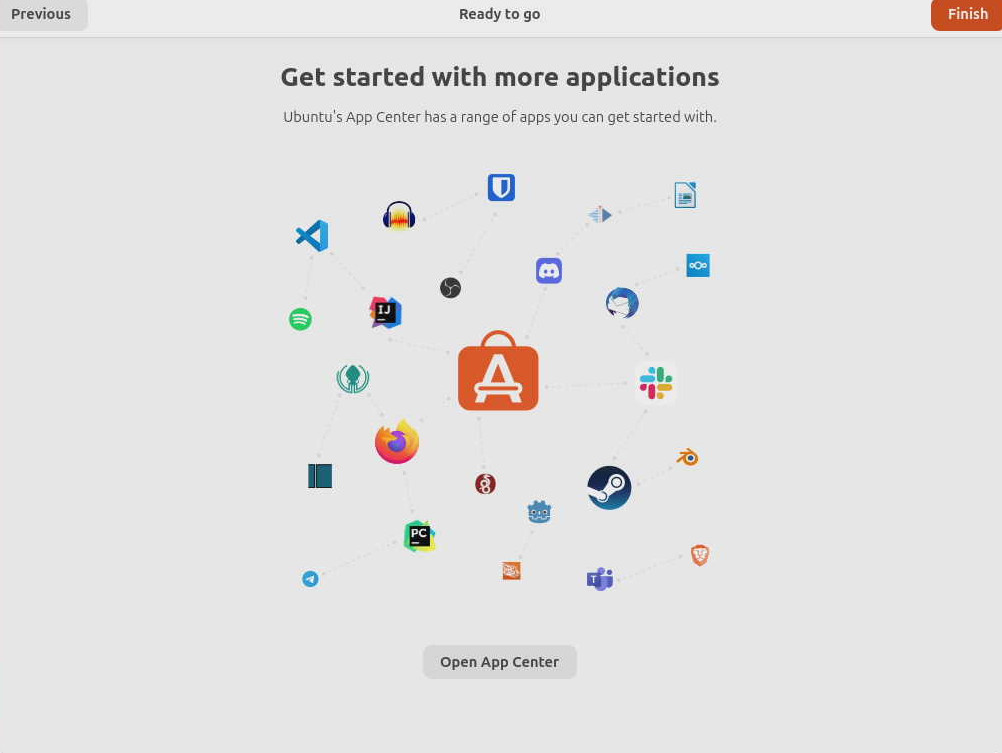 Previous
Ready to go
Finish
Get started with more applications
Ubuntu's App Center has a range of apps you can get started with.
IJ
PC
T
Open App Center